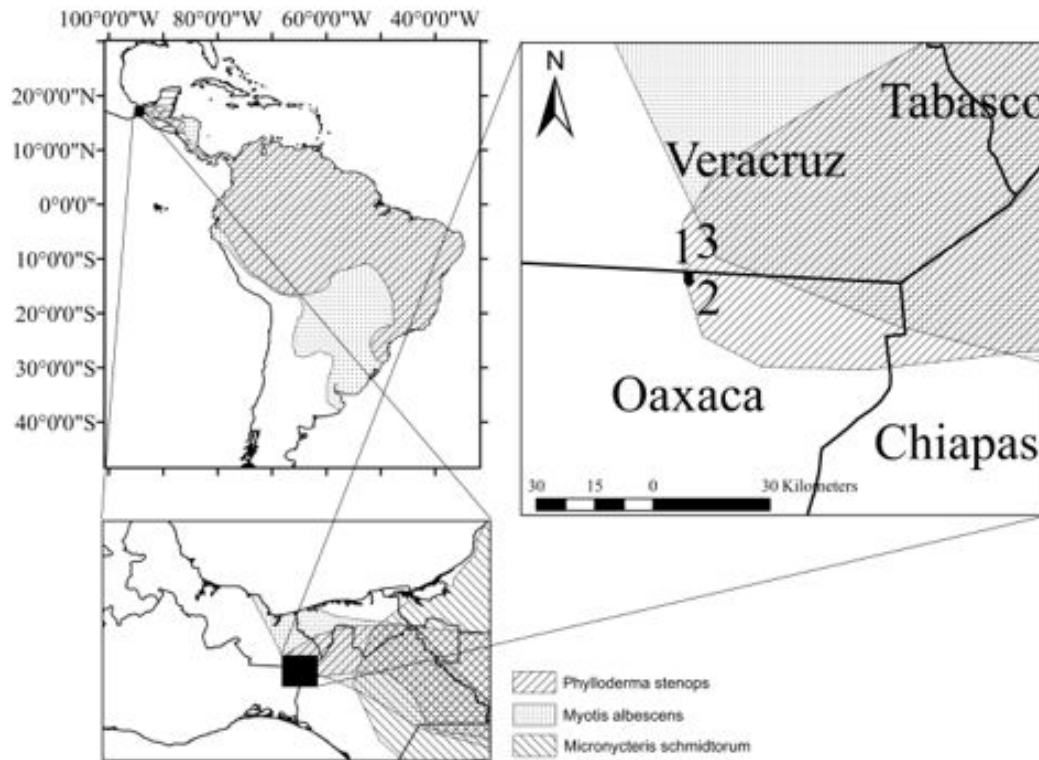 100°0'0"W 80°0'0"W 60°0'0"W 40°0'0"W
20°0'0"N
10°0'0"N
0°0'0"
10°0'0"S
20°0'0"S
30°0'0"S
40°0'0"S
N
Tabasco
Veracruz
1 3
2
Oaxaca
Chiapas
30 15 0 30 Kilometers
Phylloderma stenops
Myotis albescens
Micronycteris schmidtorum